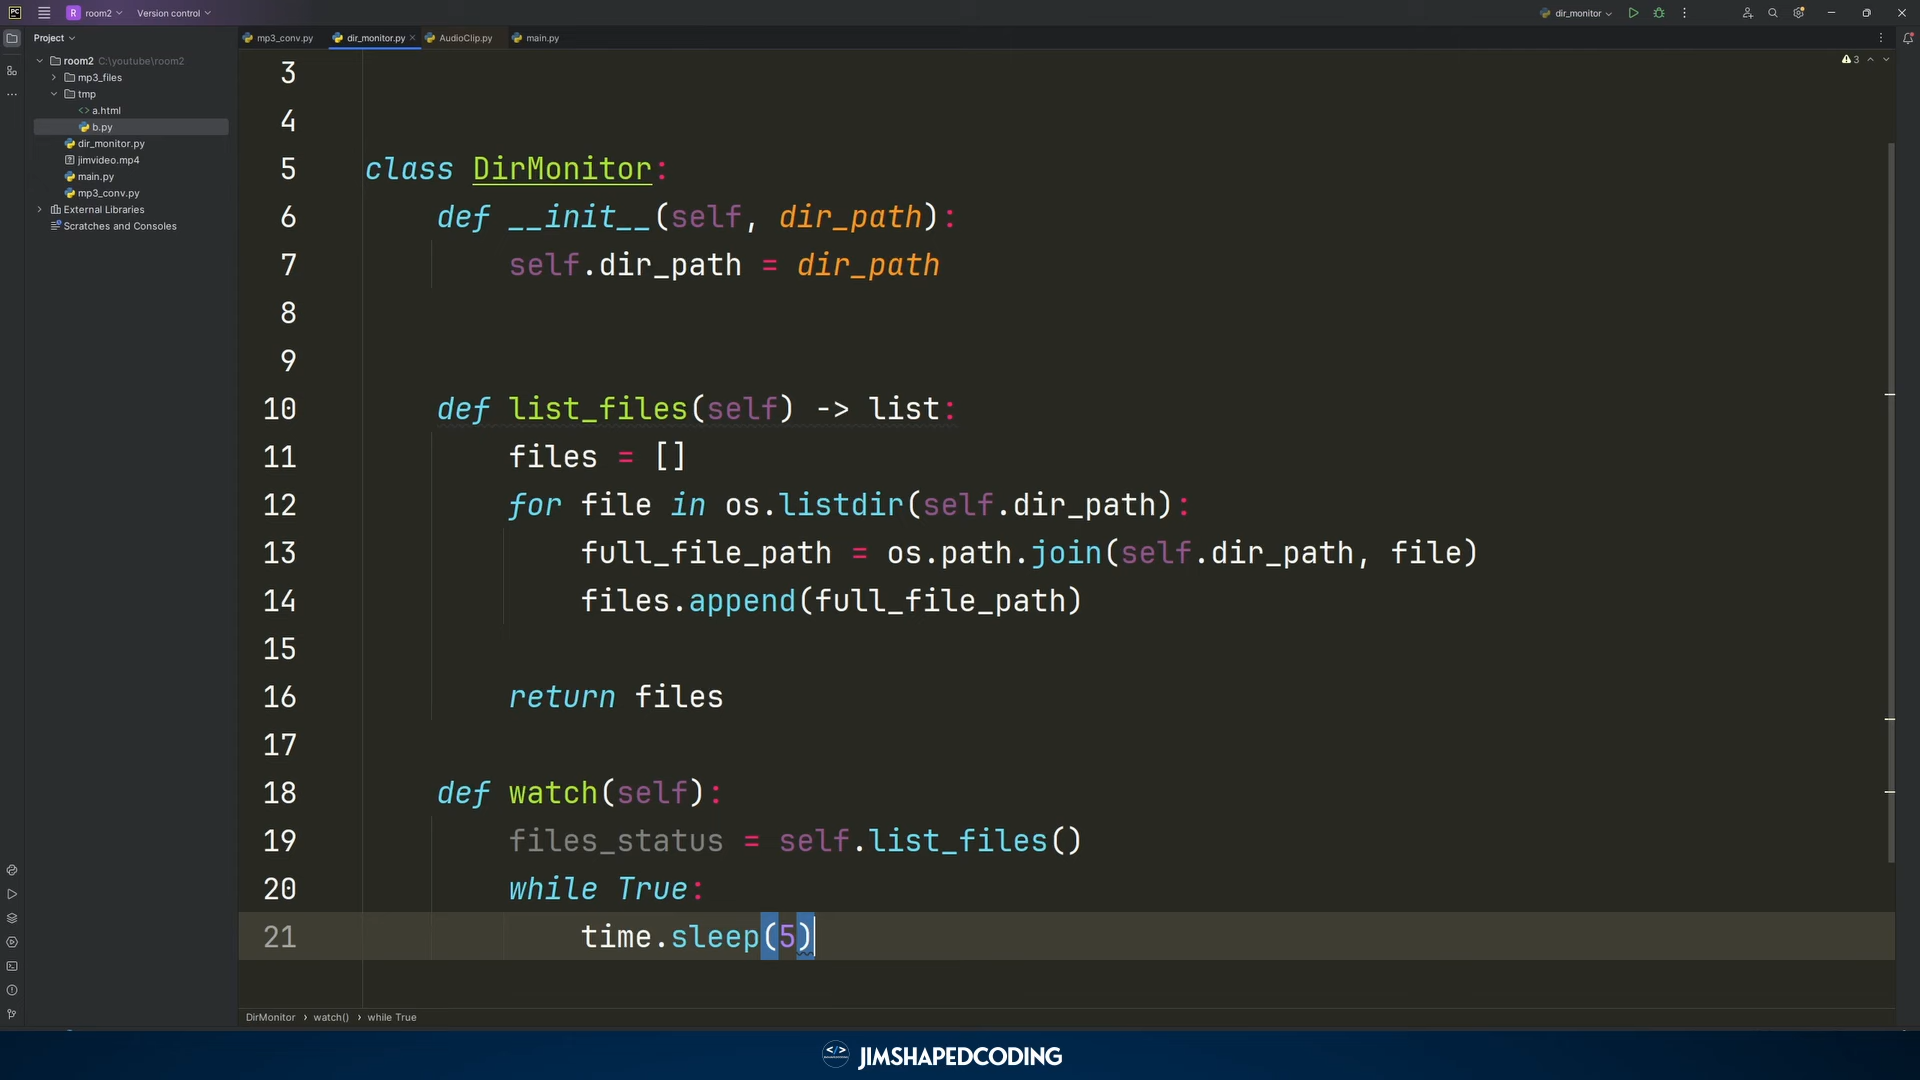 PC
R room2
Version control
dir_monitor
Project
mp3_conv.py
dir_monitor.py
AudioClip.py
main.py
room2 C:\youtube\room2
mp3_files
tmp
a.html
b.py
dir_monitor.py
jimvideo.mp4
main.py
mp3_conv.py
External Libraries
Scratches and Consoles
3
3
4
5 class DirMonitor:
6 def __init__(self, dir_path):
7 self.dir_path = dir_path
8
9
10 def list_files(self) -> list:
11 files = []
12 for file in os.listdir(self.dir_path):
13 full_file_path = os.path.join(self.dir_path, file)
14 files.append(full_file_path)
15
16 return files
17
18 def watch(self):
19 files_status = self.list_files()
20 while True:
21 time.sleep(5)
DirMonitor › watch() › while True
</> JIMSHAPEDCODING